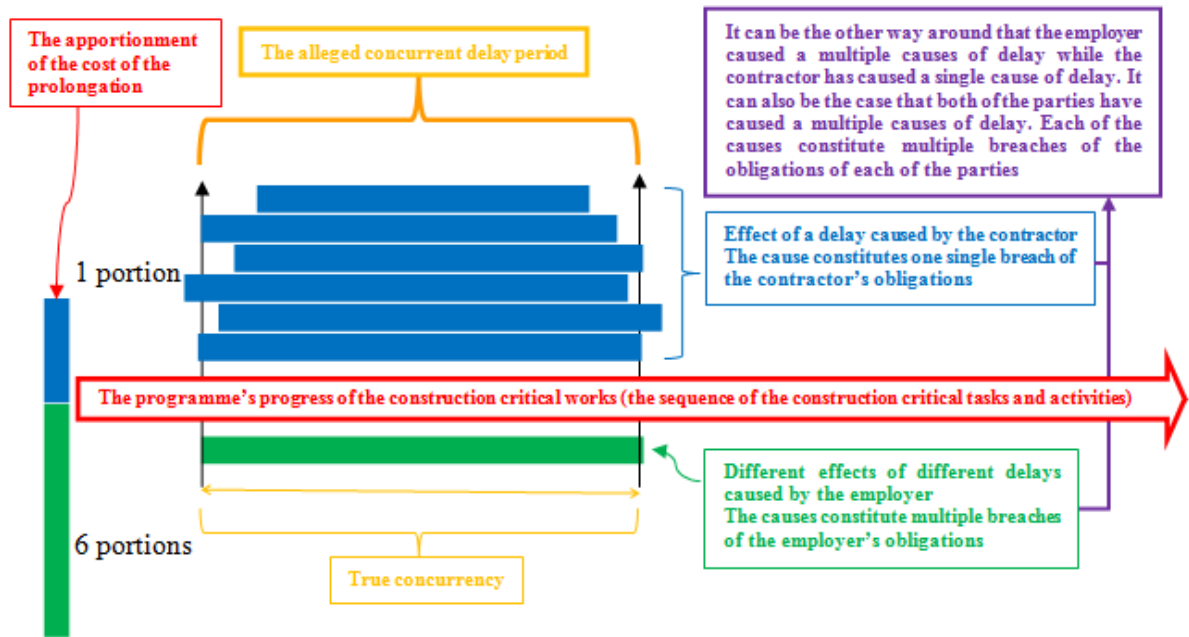 The apportionment
of the cost of the
prolongation
The alleged concurrent delay period
It can be the other way around that the employer
caused a multiple causes of delay while the
contractor has caused a single cause of delay. It
can also be the case that both of the parties have
caused a multiple causes of delay. Each of the
causes constitute multiple breaches of the
obligations of each of the parties
1 portion
Effect of a delay caused by the contractor
The cause constitutes one single breach of
the contractor's obligations
The programme's progress of the construction critical works (the sequence of the construction critical tasks and activities)
Different effects of different delays
caused by the employer
The causes constitute multiple breaches
of the employer's obligations
6 portions
True concurrency